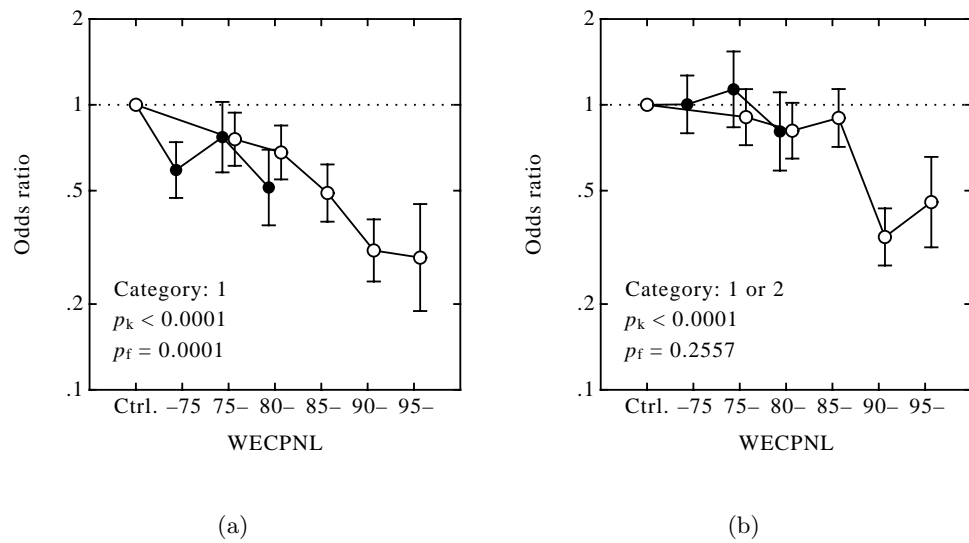 2
1
.5
.2
.1
Odds ratio
Category: 1
pk < 0.0001
pf = 0.0001
Ctrl. –75 75– 80– 85– 90– 95–
WECPNL
(a)
2
1
.5
.2
.1
Odds ratio
Category: 1 or 2
pk < 0.0001
pf = 0.2557
Ctrl. –75 75– 80– 85– 90– 95–
WECPNL
(b)